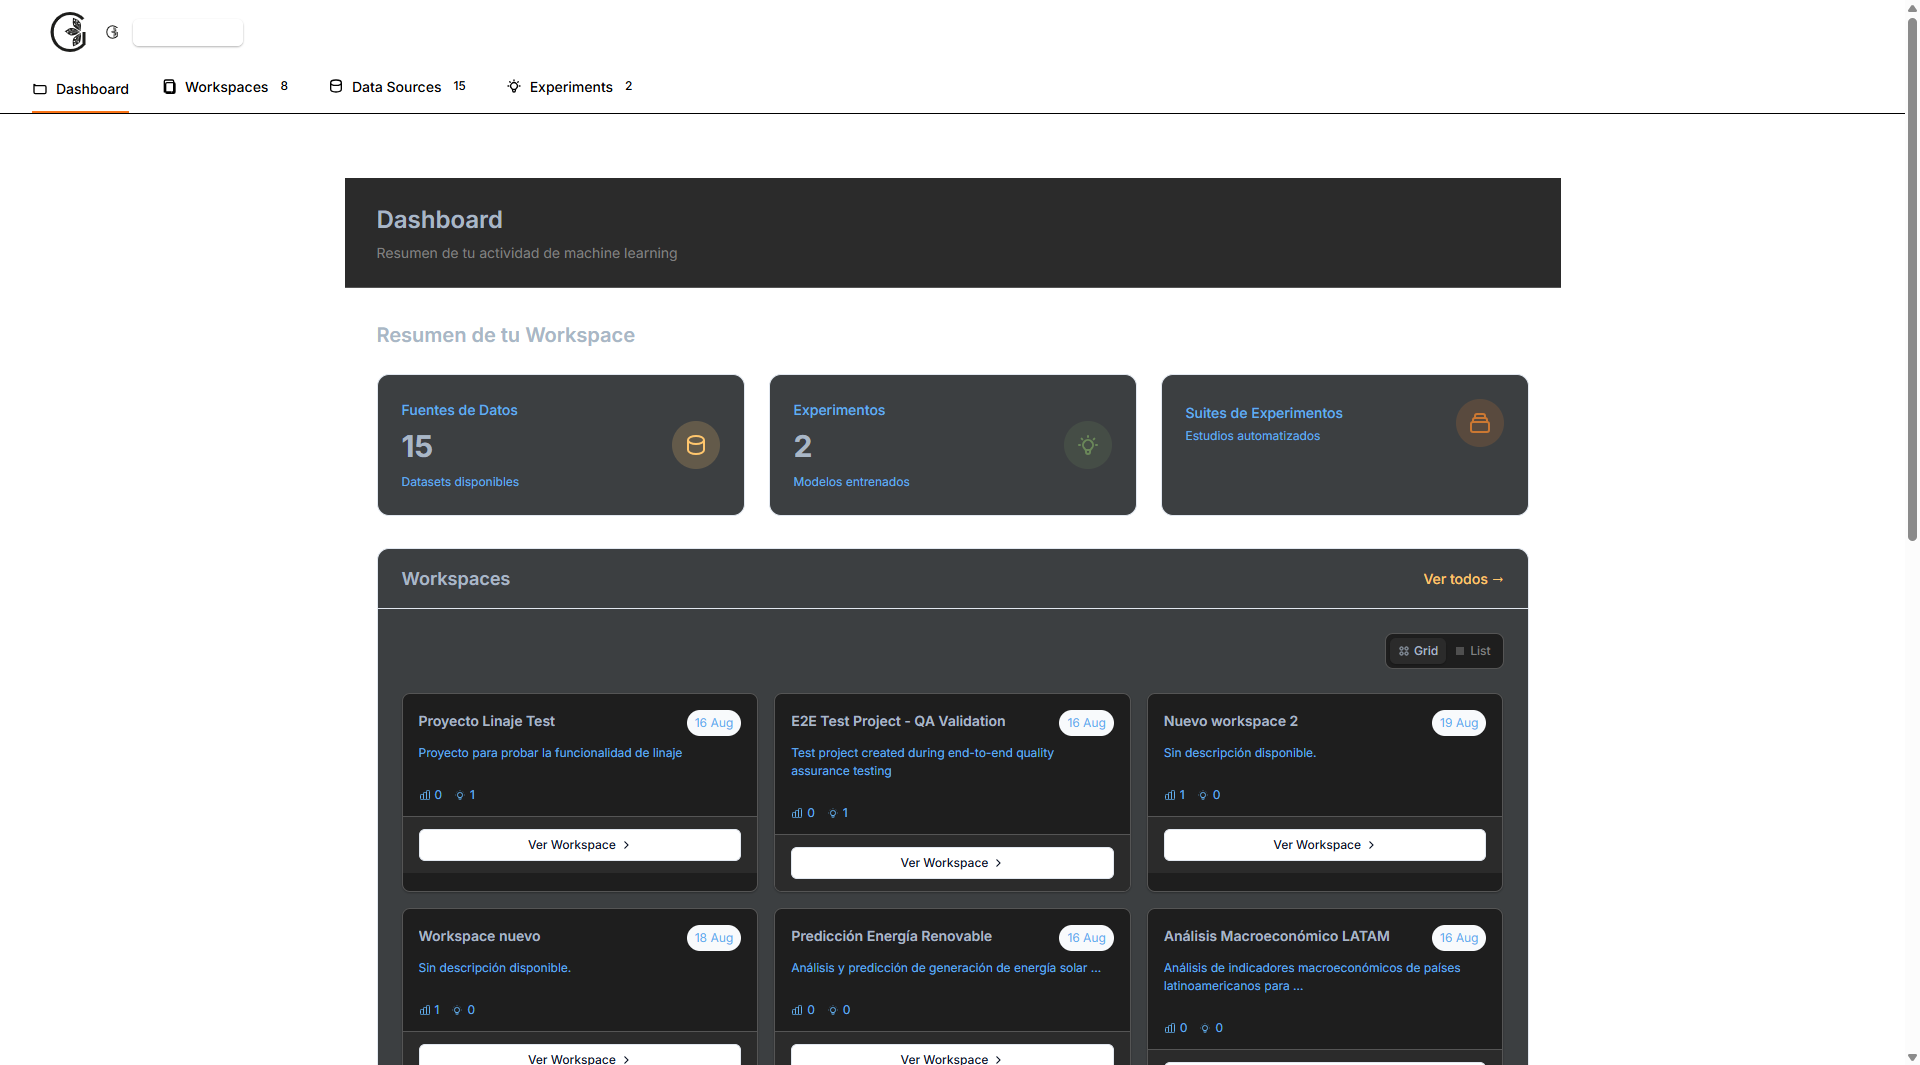 Dashboard
Workspaces 8
Data Sources 15
Experiments 2
Dashboard
Resumen de tu actividad de machine learning
Resumen de tu Workspace
Fuentes de Datos
15
Datasets disponibles
Experimentos
2
Modelos entrenados
Suites de Experimentos
Estudios automatizados
Workspaces
Ver todos →
Grid
List
Proyecto Linaje Test
16 Aug
Proyecto para probar la funcionalidad de linaje
0 1
Ver Workspace >
E2E Test Project - QA Validation
16 Aug
Test project created during end-to-end quality
assurance testing
0 1
Ver Workspace >
Nuevo workspace 2
19 Aug
Sin descripción disponible.
1 0
Ver Workspace >
Workspace nuevo
18 Aug
Sin descripción disponible.
1 0
Ver Workspace >
Predicción Energía Renovable
16 Aug
Análisis y predicción de generación de energía solar ...
0 0
Ver Workspace >
Análisis Macroeconómico LATAM
16 Aug
Análisis de indicadores macroeconómicos de países
latinoamericanos para ...
0 0